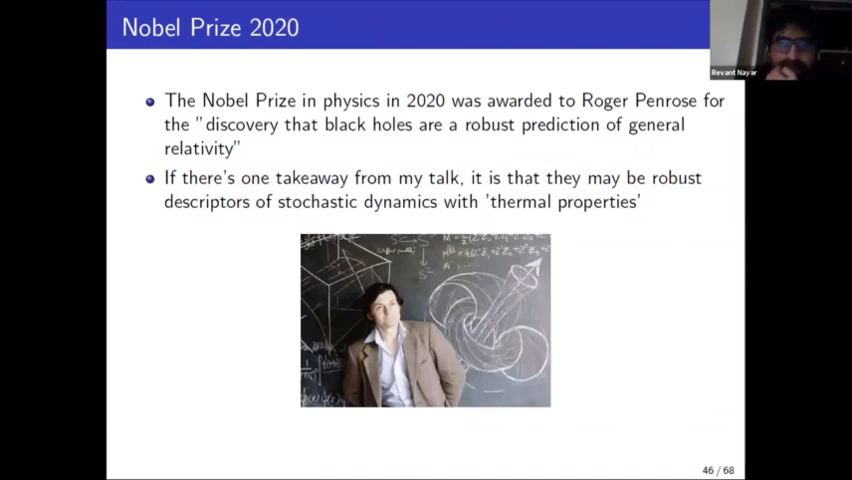 Nobel Prize 2020
Revant Nayar
The Nobel Prize in physics in 2020 was awarded to Roger Penrose for
the "discovery that black holes are a robust prediction of general
relativity"
If there's one takeaway from my talk, it is that they may be robust
descriptors of stochastic dynamics with 'thermal properties'
46 / 68